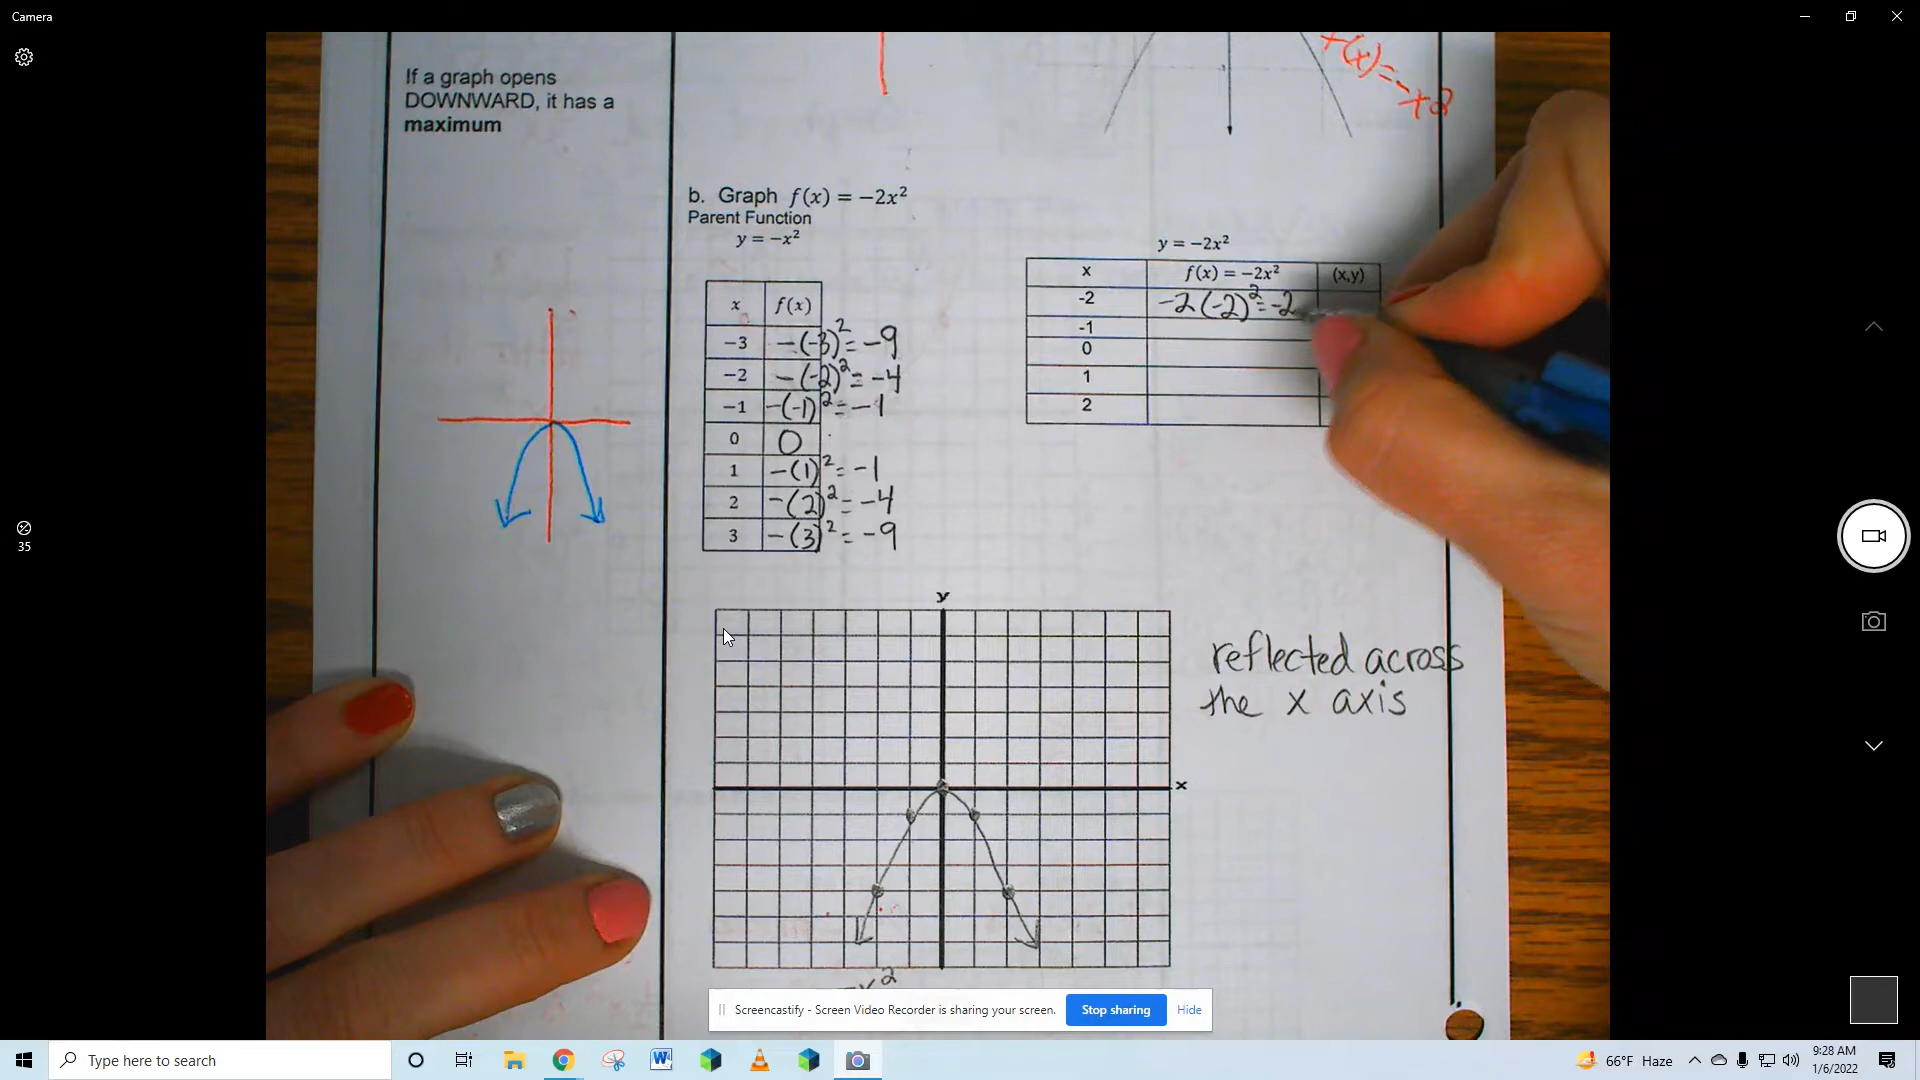 Camera
If a graph opens
DOWNWARD, it has a
maximum
b. Graph f(x) = −2x²
Parent Function
y = −x²
x f(x)
−3 −(−3)² = −9
−2 −(−2)² = −4
−1 −(−1)² = −1
0 0
1 −(1)² = −1
2 −(2)² = −4
3 −(3)² = −9
y = −2x²
x f(x) = −2x² (x,y)
-2 −2(−2)² = −2
-1
0
1
2
y
x
reflected across
the x axis
35
Screencastify - Screen Video Recorder is sharing your screen.
Stop sharing
Hide
Type here to search
66°F Haze
9:28 AM
1/6/2022